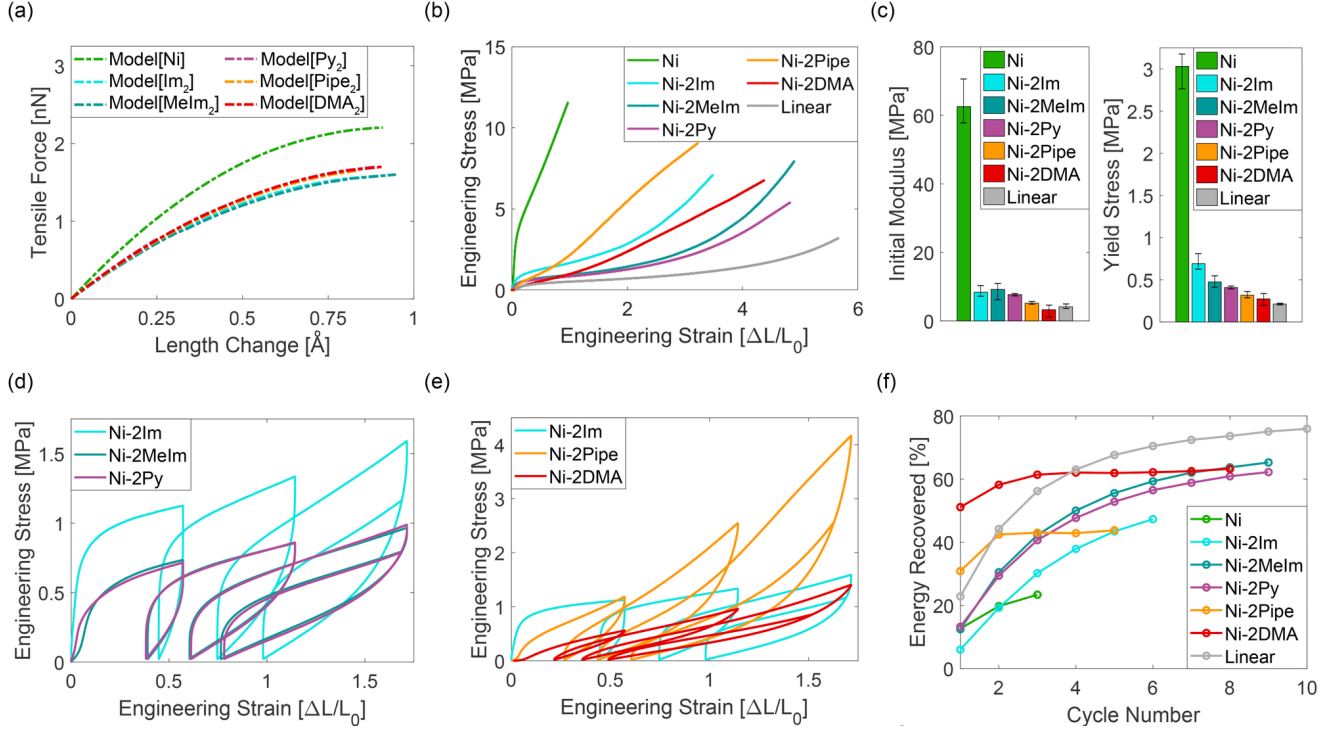 (a)
Tensile Force [nN]
3
2
1
0
Model[Ni]
Model[Im2]
Model[MeIm2]
Model[Py2]
Model[Pipe2]
Model[DMA2]
0
0.25
0.5
0.75
1
Length Change [Å]
(b)
Engineering Stress [MPa]
15
10
5
0
Ni
Ni-2Im
Ni-2MeIm
Ni-2Py
Ni-2Pipe
Ni-2DMA
Linear
0
2
4
6
Engineering Strain [ΔL/L0]
(c)
Initial Modulus [MPa]
80
60
40
20
0
Ni
Ni-2Im
Ni-2MeIm
Ni-2Py
Ni-2Pipe
Ni-2DMA
Linear
Yield Stress [MPa]
3
2
1
0.5
0
Ni
Ni-2Im
Ni-2MeIm
Ni-2Py
Ni-2Pipe
Ni-2DMA
Linear
(d)
Engineering Stress [MPa]
1.5
1
0.5
0
Ni-2Im
Ni-2MeIm
Ni-2Py
0
0.5
1
1.5
Engineering Strain [ΔL/L0]
(e)
Engineering Stress [MPa]
4
3
2
1
0
Ni-2Im
Ni-2Pipe
Ni-2DMA
0
0.5
1
1.5
Engineering Strain [ΔL/L0]
(f)
Energy Recovered [%]
80
60
40
20
0
Ni
Ni-2Im
Ni-2MeIm
Ni-2Py
Ni-2Pipe
Ni-2DMA
Linear
2
4
6
8
10
Cycle Number